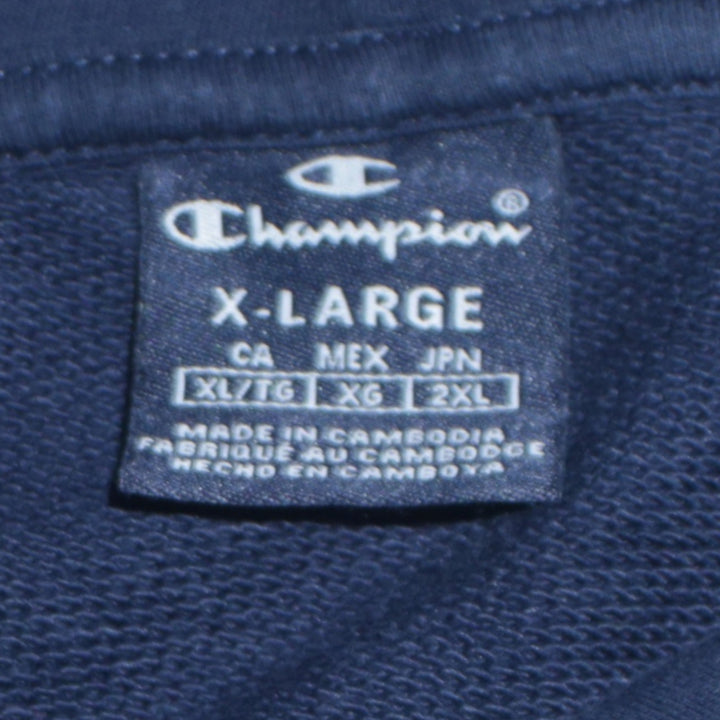 Champion®
X-LARGE
CA MEX JPN
XL/TG XG 2XL
MADE IN CAMBODIA
FABRIQUÉ AU CAMBODGE
HECHO EN CAMBOYA